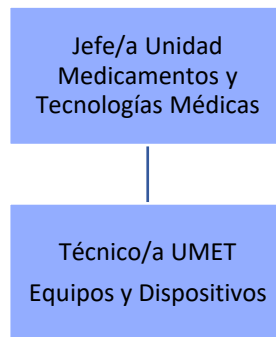 Jefe/a Unidad
Medicamentos y
Tecnologías Médicas
Técnico/a UMET
Equipos y Dispositivos